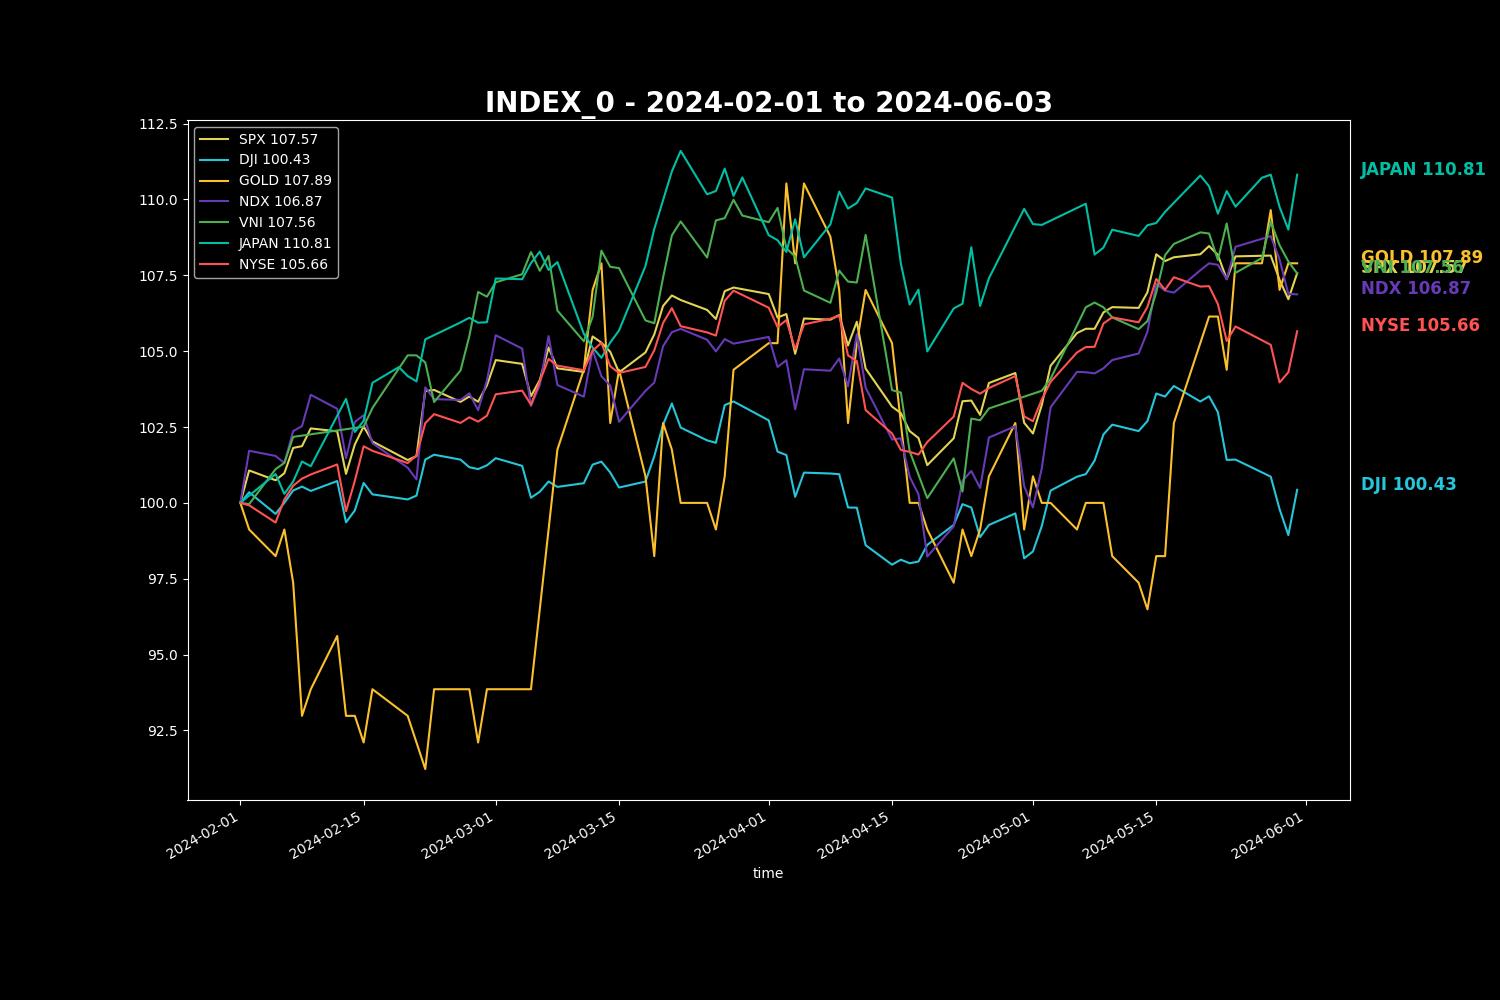 INDEX_0 - 2024-02-01 to 2024-06-03
112.5
110.0
107.5
105.0
102.5
100.0
97.5
95.0
92.5
SPX 107.57
DJI 100.43
GOLD 107.89
NDX 106.87
VNI 107.56
JAPAN 110.81
NYSE 105.66
JAPAN 110.81
GOLD 107.89
NDX 106.87
NYSE 105.66
DJI 100.43
2024-02-01
2024-02-15
2024-03-01
2024-03-15
2024-04-01
2024-04-15
2024-05-01
2024-05-15
2024-06-01
time